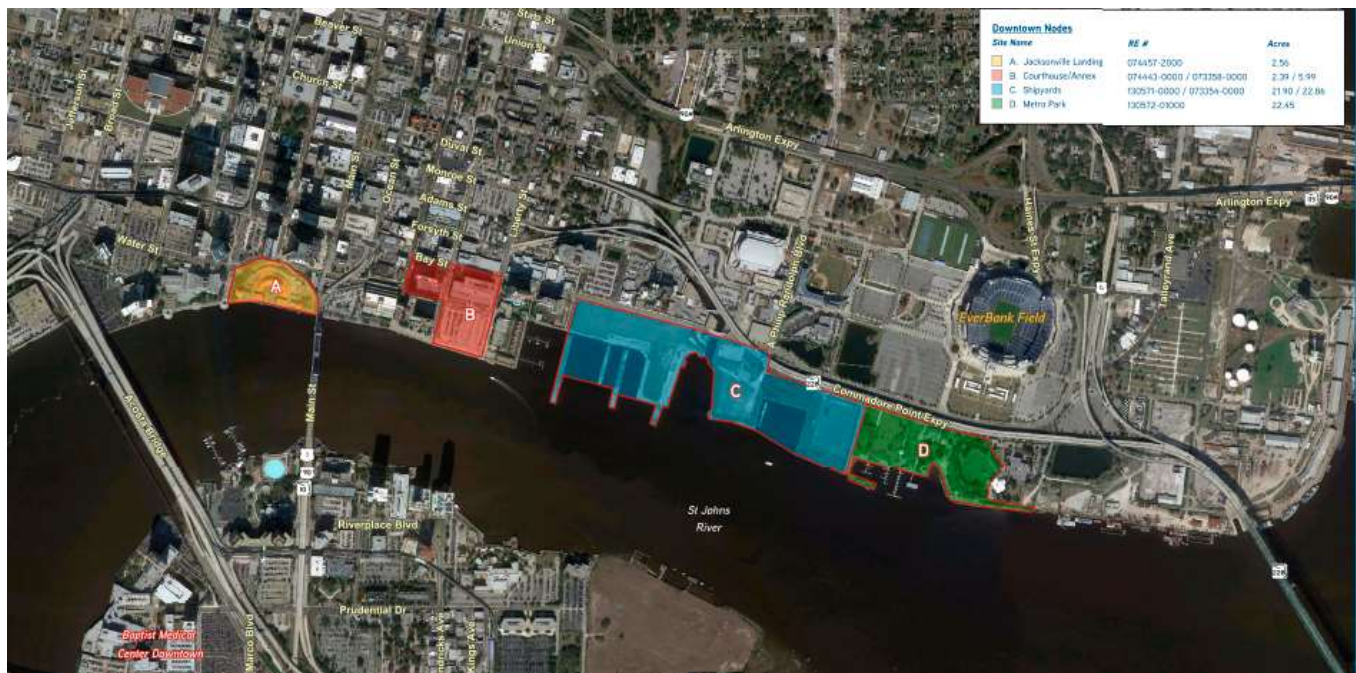 Downtown Nodes
Site Name RE # Acres
A. Jacksonville Landing 074457-2000 2.56
B. Courthouse/Annex 074443-0000 / 073358-0000 2.39 / 5.99
C. Shipyards 130571-0000 / 073354-0000 21.90 / 22.86
D. Metro Park 130572-01000 22.45
State St
Union St
Beaver St
Church St
Jefferson St
Broad St
Arlington Expy
Duval St
Monroe St
Main St
Ocean St
Adams St
Forsyth St
Liberty St
Bay St
Water St
A Philip Randolph Blvd
Haines St Expy
Talleyrand Ave
Arlington Expy
EverBank Field
A
B
C
D
Commadore Point Expy
Acosta Bridge
Main St
St Johns
River
Riverplace Blvd
Prudential Dr
Baptist Medical
Center Downtown
Marco Blvd
ndricks Ave
Kings Ave